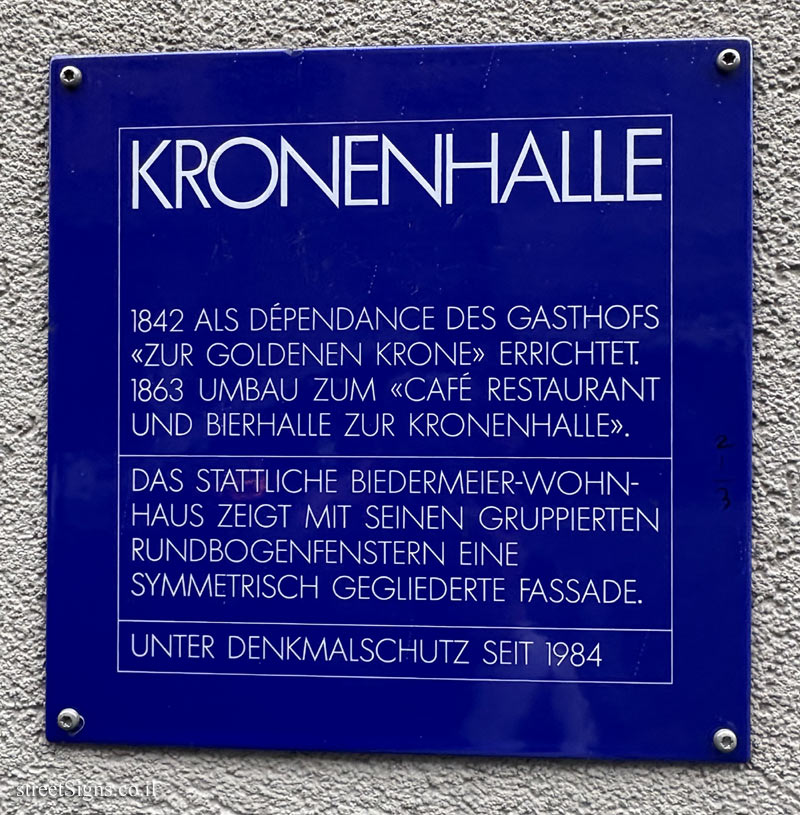 KRONENHALLE
1842 ALS DÉPENDANCE DES GASTHOFS
«ZUR GOLDENEN KRONE» ERRICHTET.
1863 UMBAU ZUM «CAFÉ RESTAURANT
UND BIERHALLE ZUR KRONENHALLE».
DAS STATTLICHE BIEDERMEIER-WOHN-
HAUS ZEIGT MIT SEINEN GRUPPIERTEN
RUNDBOGENFENSTERN EINE
SYMMETRISCH GEGLIEDERTE FASSADE.
UNTER DENKMALSCHUTZ SEIT 1984
streetSigns.co.il